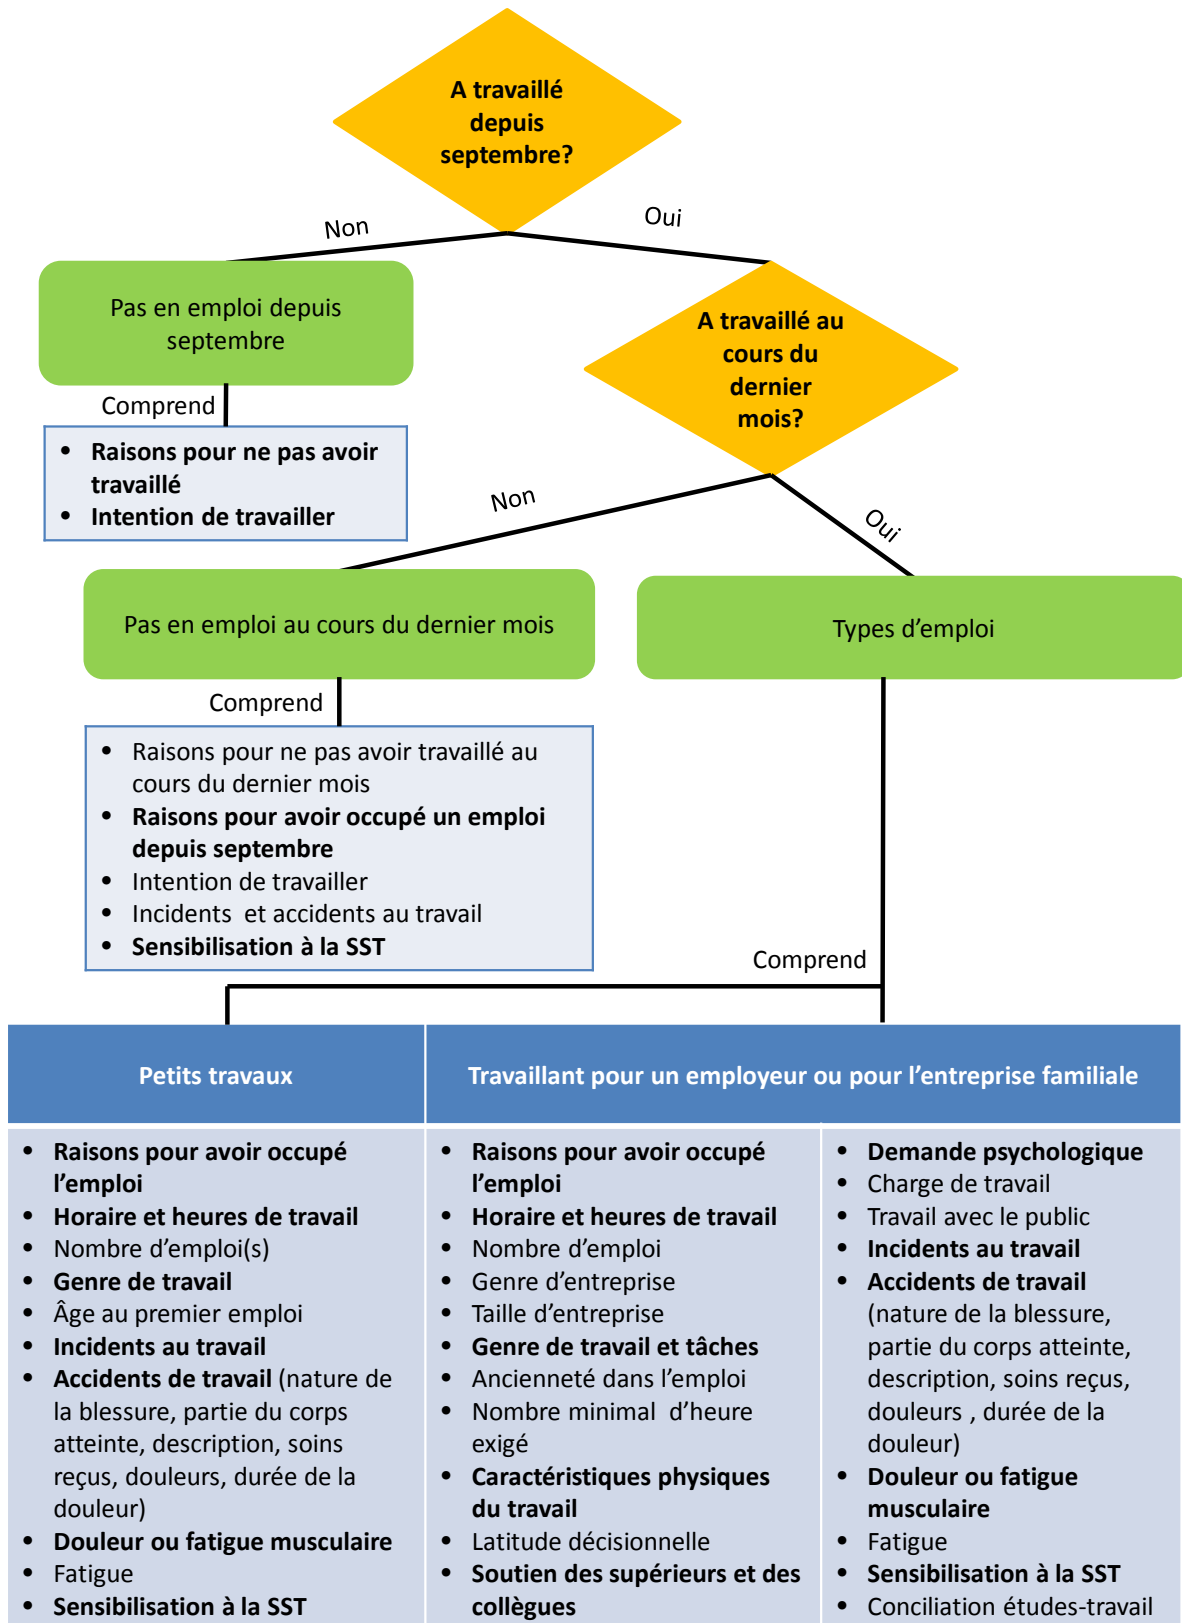 A travaillé
depuis
septembre?
Non
Oui
Pas en emploi depuis
septembre
A travaillé au
cours du
dernier
mois?
Comprend
• Raisons pour ne pas avoir
travaillé
• Intention de travailler
Non
Oui
Pas en emploi au cours du dernier mois
Types d’emploi
Comprend
• Raisons pour ne pas avoir travaillé au
cours du dernier mois
• Raisons pour avoir occupé un emploi
depuis septembre
• Intention de travailler
• Incidents et accidents au travail
• Sensibilisation à la SST
Comprend
Petits travaux
Travaillant pour un employeur ou pour l’entreprise familiale
• Raisons pour avoir occupé
l’emploi
• Horaire et heures de travail
• Nombre d’emploi(s)
• Genre de travail
• Âge au premier emploi
• Incidents au travail
• Accidents de travail (nature de
la blessure, partie du corps
atteinte, description, soins
reçus, douleurs, durée de la
douleur)
• Douleur ou fatigue musculaire
• Fatigue
• Sensibilisation à la SST
• Raisons pour avoir occupé
l’emploi
• Horaire et heures de travail
• Nombre d’emploi
• Genre d’entreprise
• Taille d’entreprise
• Genre de travail et tâches
• Ancienneté dans l’emploi
• Nombre minimal d’heure
exigé
• Caractéristiques physiques
du travail
• Latitude décisionnelle
• Soutien des supérieurs et des
collègues
• Demande psychologique
• Charge de travail
• Travail avec le public
• Incidents au travail
• Accidents de travail
(nature de la blessure,
partie du corps atteinte,
description, soins reçus,
douleurs , durée de la
douleur)
• Douleur ou fatigue
musculaire
• Fatigue
• Sensibilisation à la SST
• Conciliation études-travail